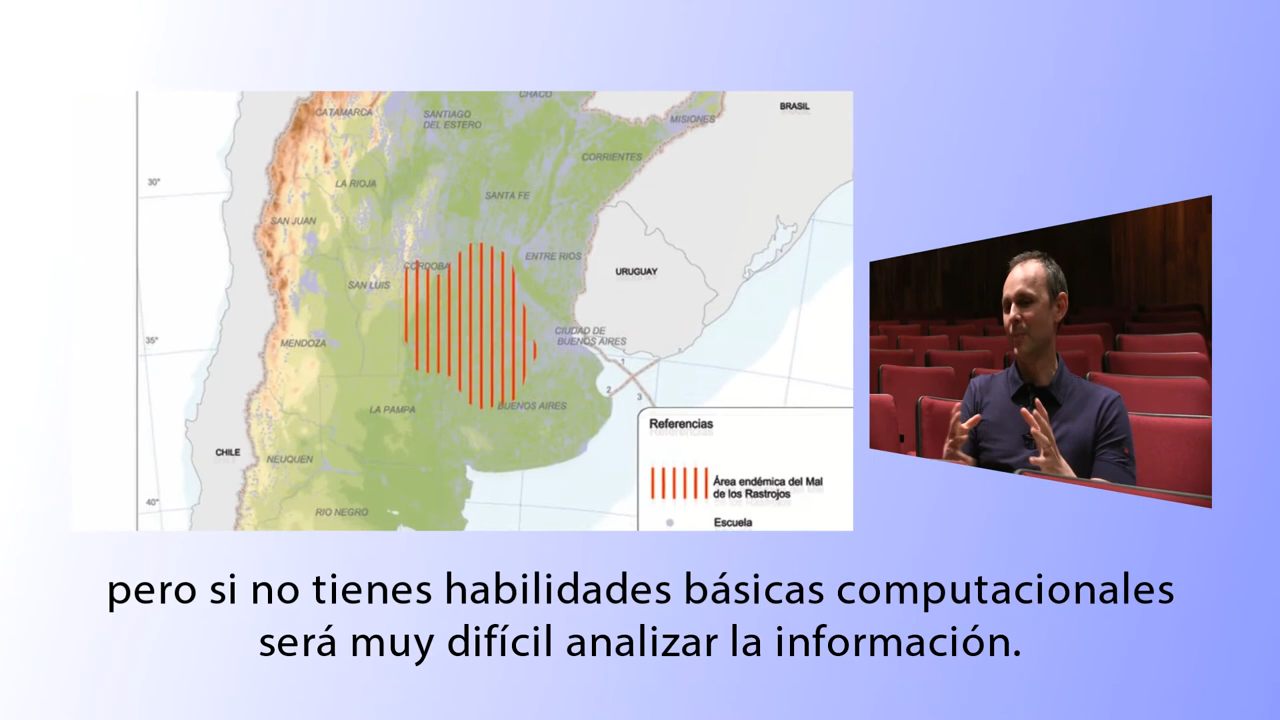 CHACO
BRASIL
CATAMARCA
SANTIAGO
DEL ESTERO
MISIONES
CORRIENTES
30°
LA RIOJA
SANTA FE
SAN JUAN
CORDOBA
ENTRE RIOS
URUGUAY
SAN LUIS
CIUDAD DE
BUENOS AIRES
35°
MENDOZA
1
2
3
LA PAMPA
BUENOS AIRES
Referencias
CHILE
NEUQUEN
Área endémica del Mal
de los Rastrojos
40°
RIO NEGRO
Escuela
pero si no tienes habilidades básicas computacionales
será muy difícil analizar la información.